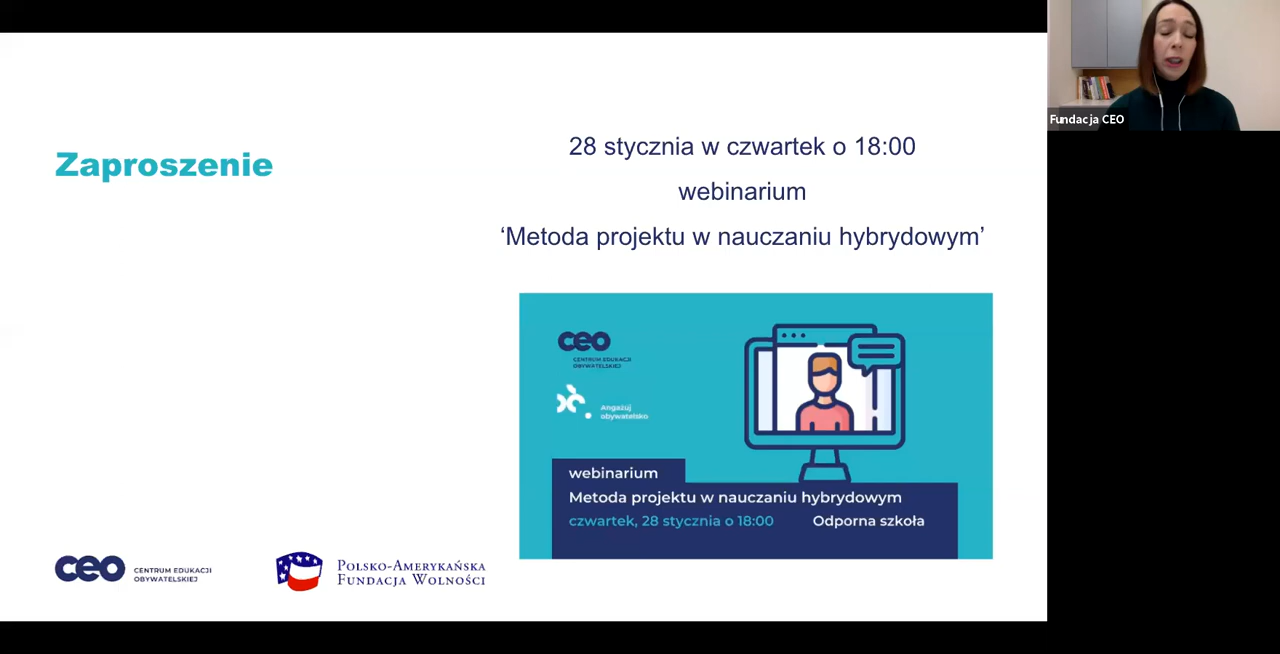 Fundacja CEO
Zaproszenie
28 stycznia w czwartek o 18:00
webinarium
‘Metoda projektu w nauczaniu hybrydowym’
ceo
CENTRUM EDUKACJI
OBYWATELSKIEJ
Angażuj
obywatelsko
webinarium
Metoda projektu w nauczaniu hybrydowym
czwartek, 28 stycznia o 18:00 Odporna szkoła
ceo CENTRUM EDUKACJI
OBYWATELSKIEJ
POLSKO-AMERYKAŃSKA
FUNDACJA WOLNOŚCI